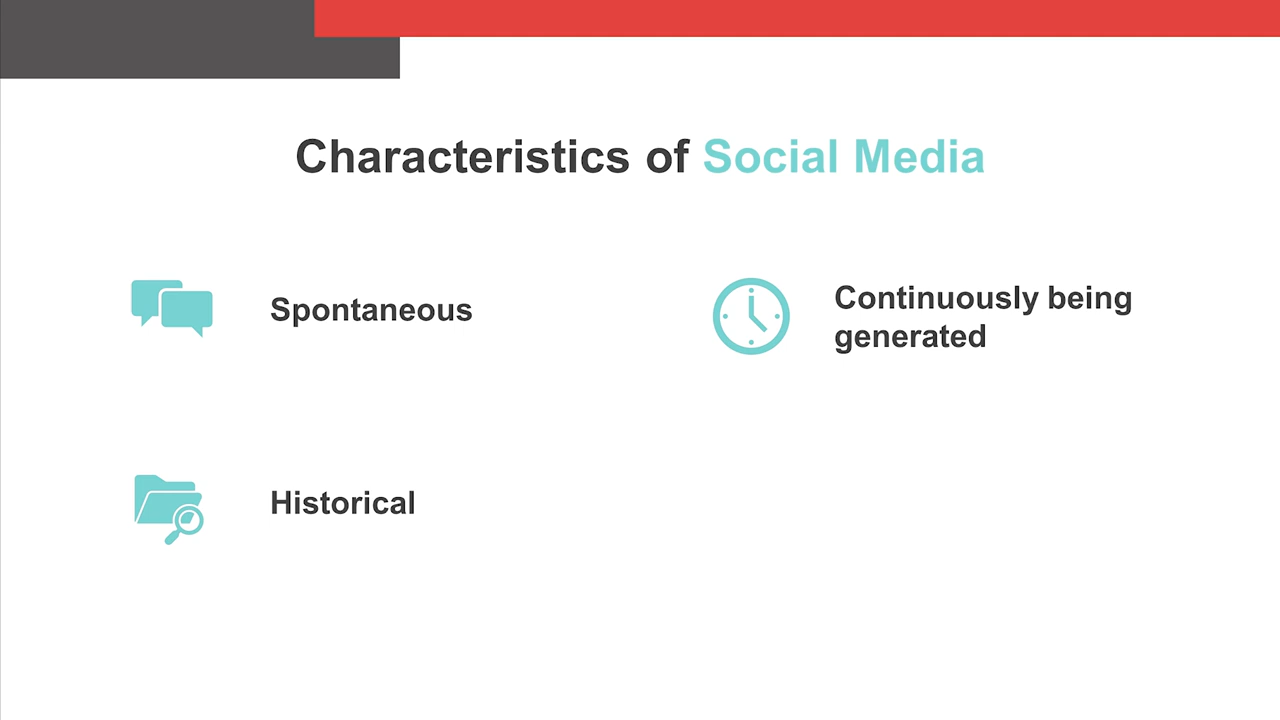 Characteristics of Social Media
Spontaneous
Continuously being
generated
Historical